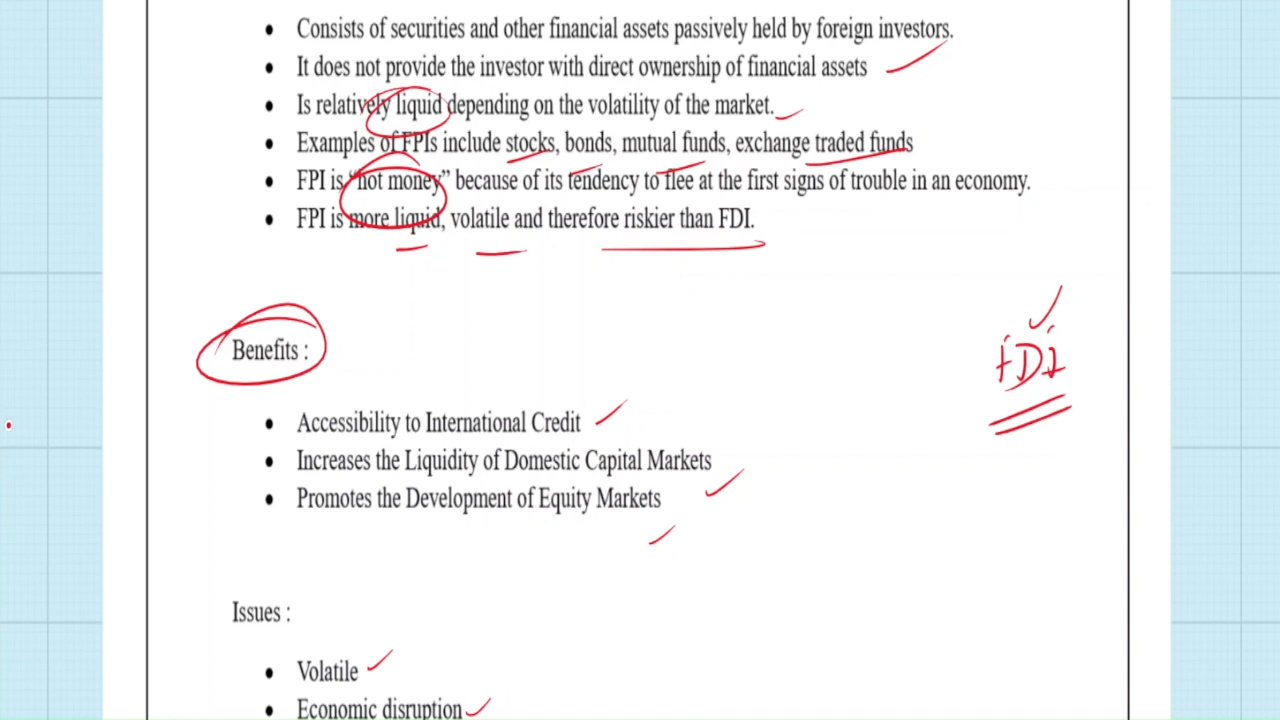 • Consists of securities and other financial assets passively held by foreign investors.
• It does not provide the investor with direct ownership of financial assets
• Is relatively liquid depending on the volatility of the market.
• Examples of FPIs include stocks, bonds, mutual funds, exchange traded funds
• FPI is “hot money” because of its tendency to flee at the first signs of trouble in an economy.
• FPI is more liquid, volatile and therefore riskier than FDI.
Benefits :
FDI
• Accessibility to International Credit
• Increases the Liquidity of Domestic Capital Markets
• Promotes the Development of Equity Markets
Issues :
• Volatile
• Economic disruption